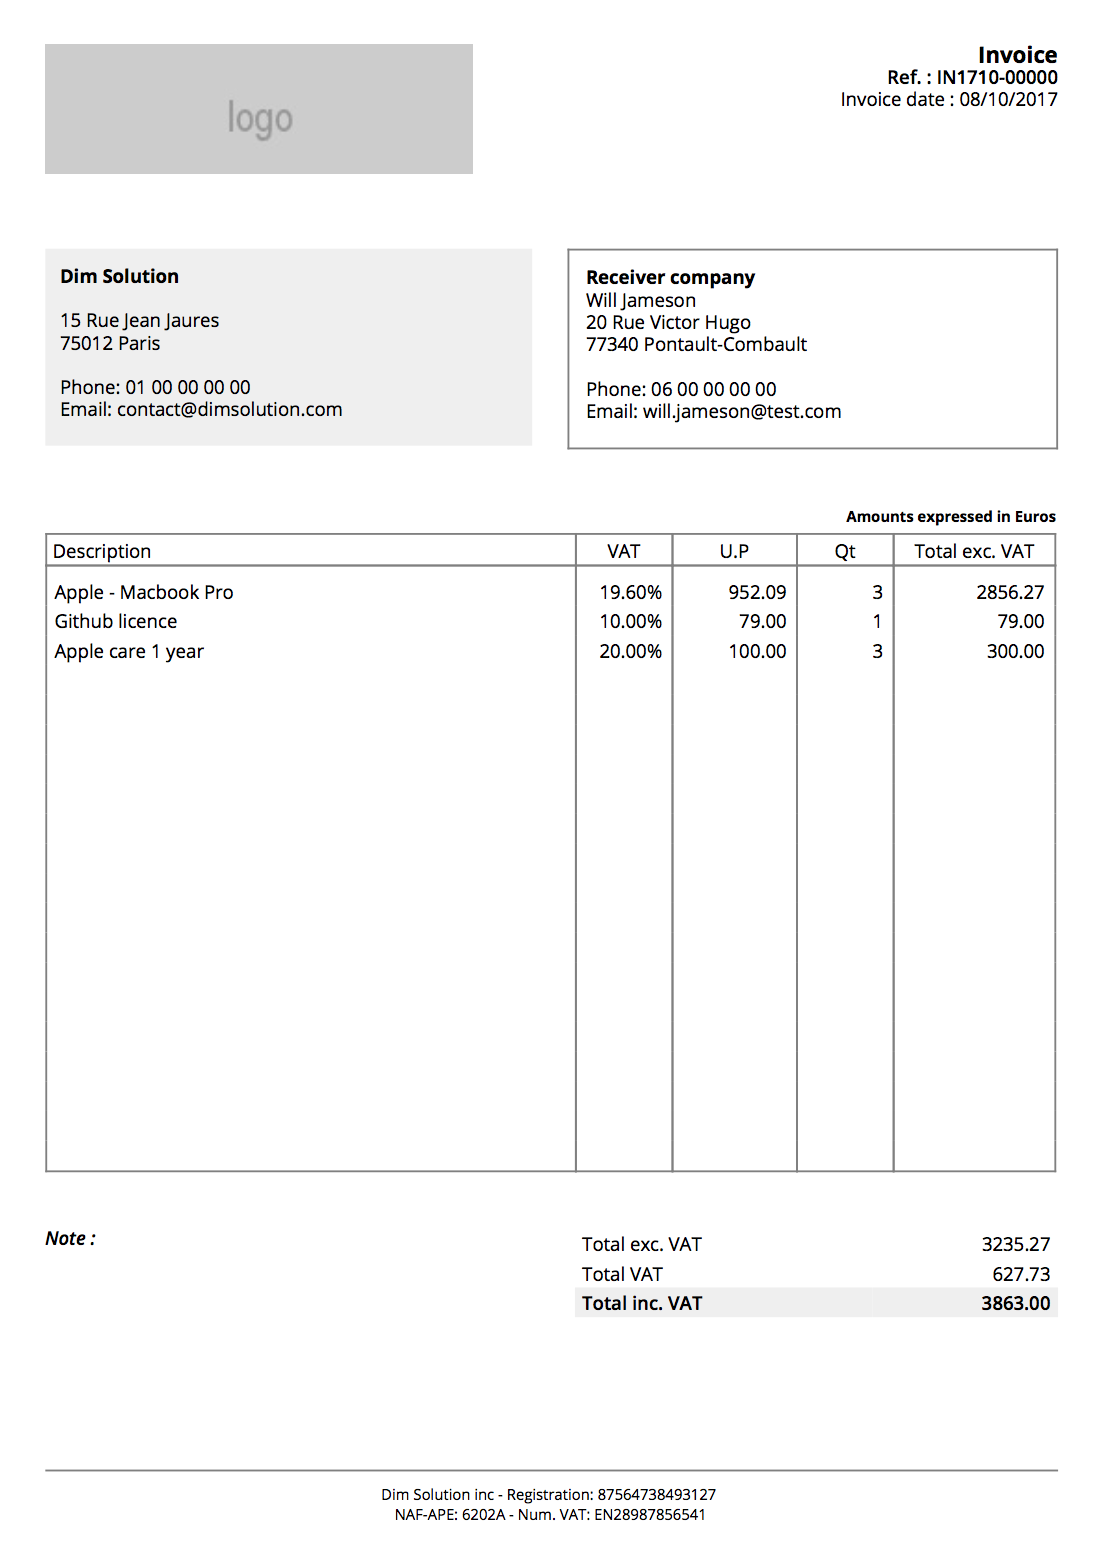 logo
Invoice
Ref. : IN1710-00000
Invoice date : 08/10/2017
Dim Solution
15 Rue Jean Jaures
75012 Paris
Phone: 01 00 00 00 00
Email: contact@dimsolution.com
Receiver company
Will Jameson
20 Rue Victor Hugo
77340 Pontault-Combault
Phone: 06 00 00 00 00
Email: will.jameson@test.com
Amounts expressed in Euros
Description VAT U.P Qt Total exc. VAT
Apple - Macbook Pro 19.60% 952.09 3 2856.27
Github licence 10.00% 79.00 1 79.00
Apple care 1 year 20.00% 100.00 3 300.00
Note :
Total exc. VAT 3235.27
Total VAT 627.73
Total inc. VAT 3863.00
Dim Solution inc - Registration: 87564738493127
NAF-APE: 6202A - Num. VAT: EN28987856541